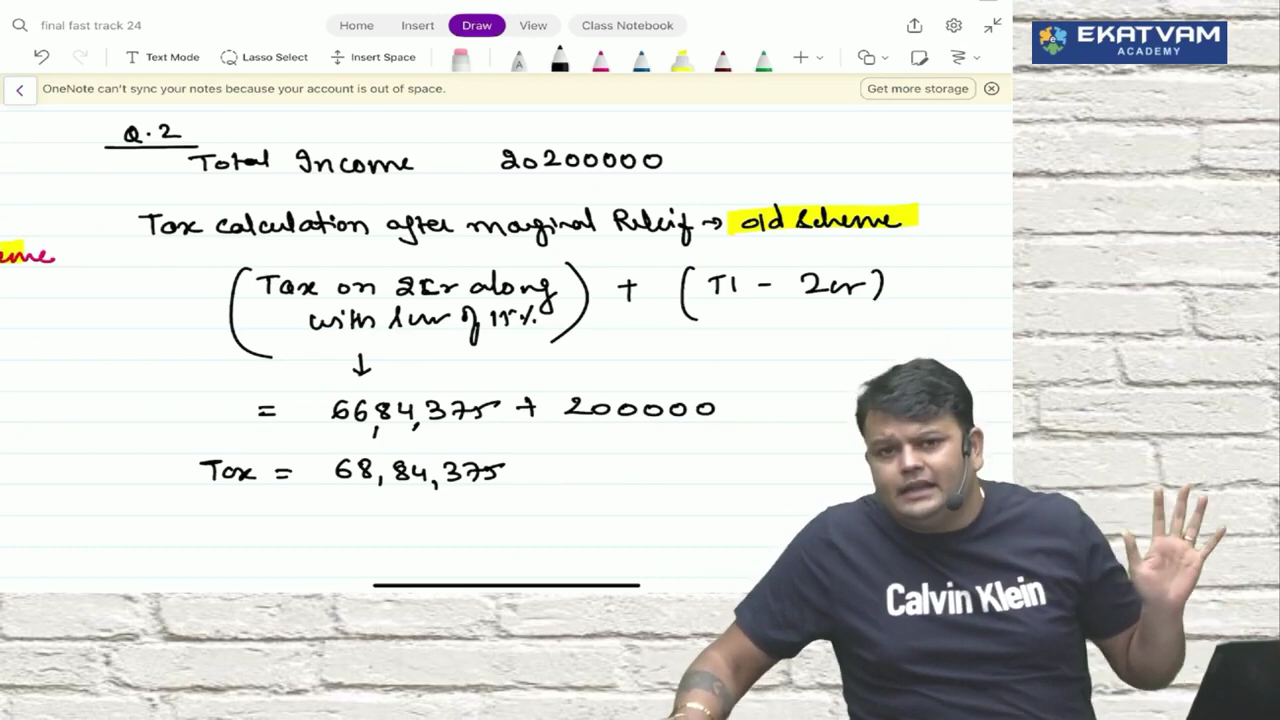 final fast track 24
Home Insert Draw View Class Notebook
EKATVAM
ACADEMY
A Text Mode Lasso Select Insert Space
OneNote can't sync your notes because your account is out of space. Get more storage
Q.2
Total Income 20200000
Tax calculation after marginal Releif → old scheme
eme
(Tax on 2Cr along + (TI - 2cr)
with sur of 15%)
↓
= 66,84,375 + 200000
Tax = 68,84,375
Calvin Klein